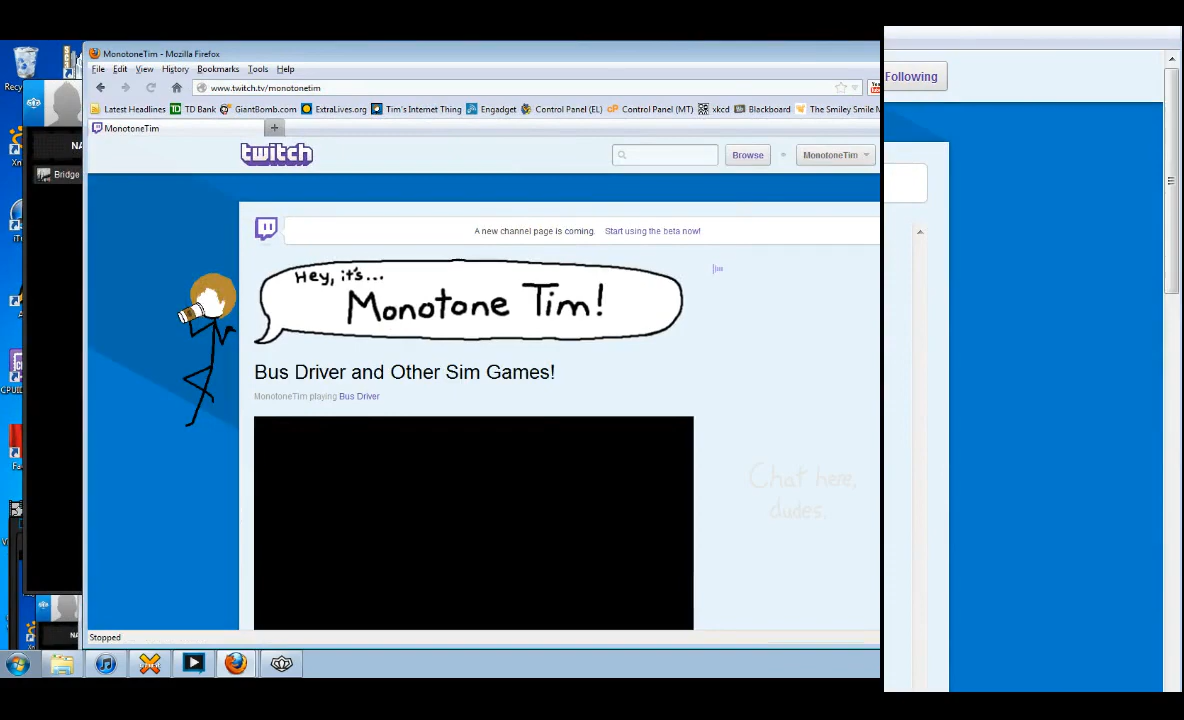 MonotoneTim - Mozilla Firefox
File Edit View History Bookmarks Tools Help
Following
www.twitch.tv/monotonetim
Latest Headlines TD Bank GiantBomb.com ExtraLives.org Tim's Internet Thing Engadget Control Panel (EL) Control Panel (MT) xkcd Blackboard The Smiley Smile M
MonotoneTim +
NA
twitch Browse MonotoneTim
Bridge
A new channel page is coming. Start using the beta now!
Hey, it's...
Monotone Tim!
Bus Driver and Other Sim Games!
MonotoneTim playing Bus Driver
CPUID
Chat here,
dudes.
NA
Stopped